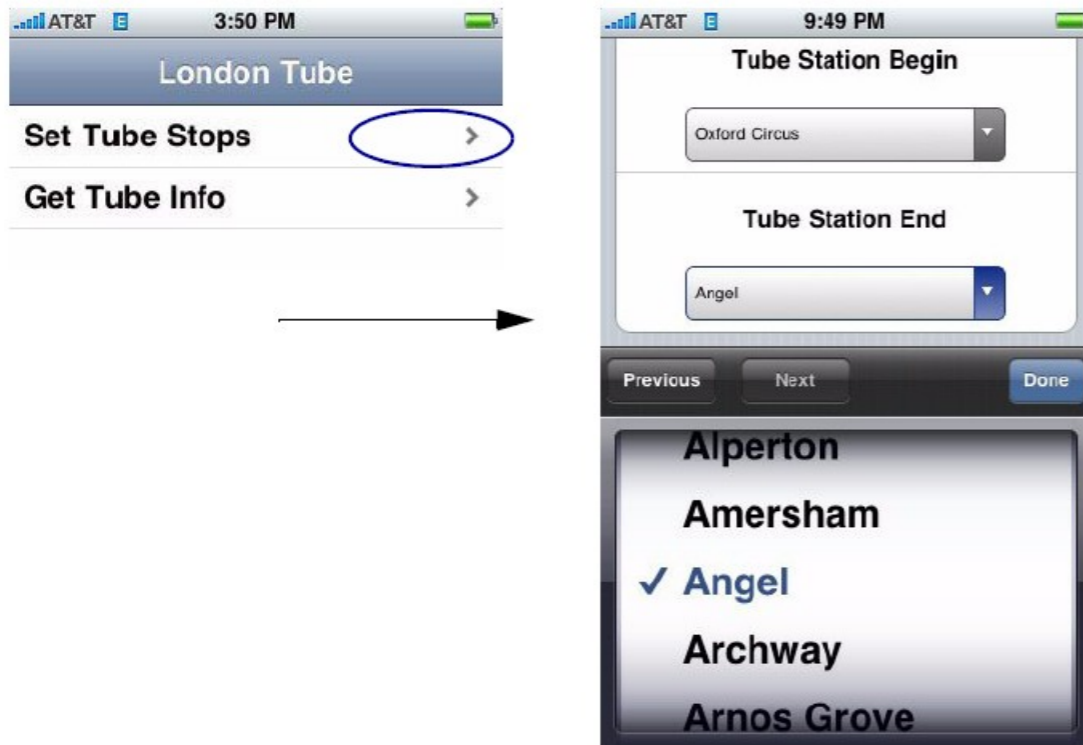 AT&T E 3:50 PM
London Tube
Set Tube Stops
Get Tube Info
AT&T E 9:49 PM
Tube Station Begin
Oxford Circus
Tube Station End
Angel
Previous Next Done
Alperton
Amersham
✓ Angel
Archway
Arnos Grove